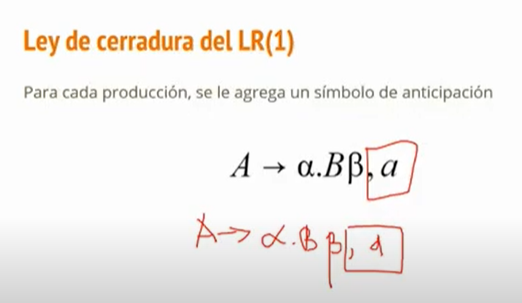 Ley de cerradura del LR(1)
Para cada producción, se le agrega un símbolo de anticipación
A → α.Bβ, a
A → α.Bβ, a